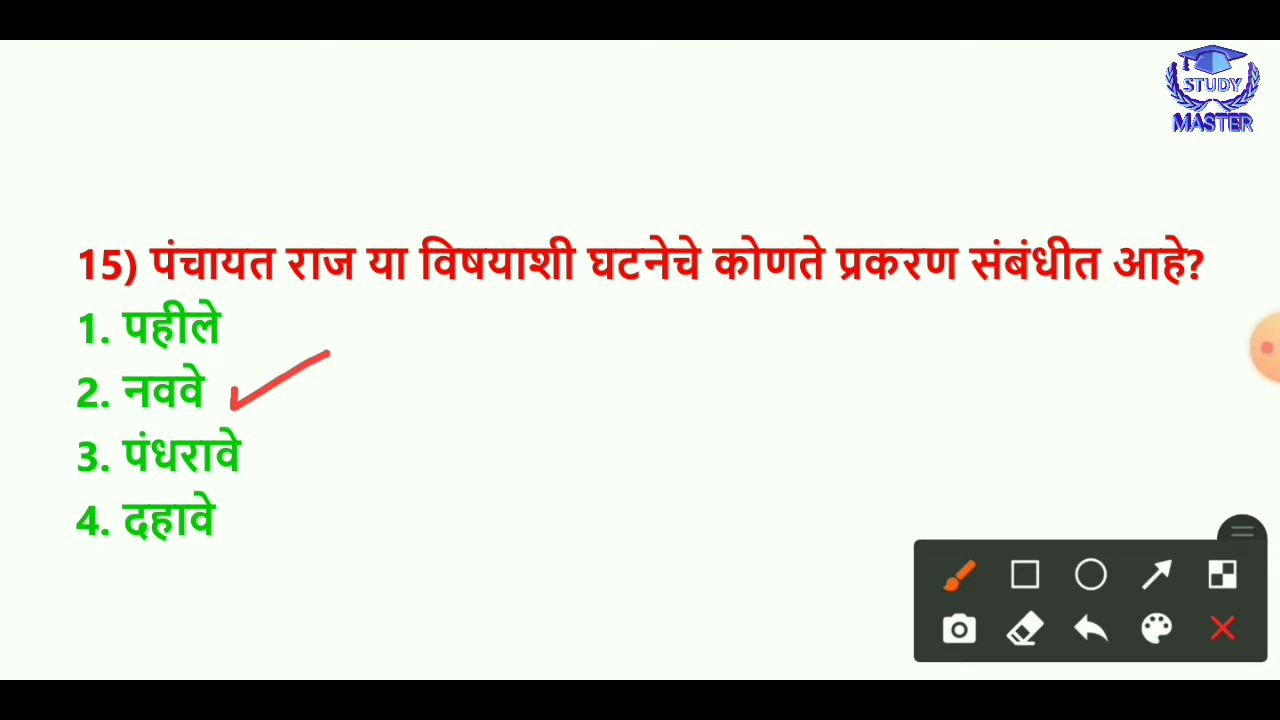 STUDY
MASTER
15) पंचायत राज या विषयाशी घटनेचे कोणते प्रकरण संबंधीत आहे?
1. पहीले
2. नववे
3. पंधरावे
4. दहावे